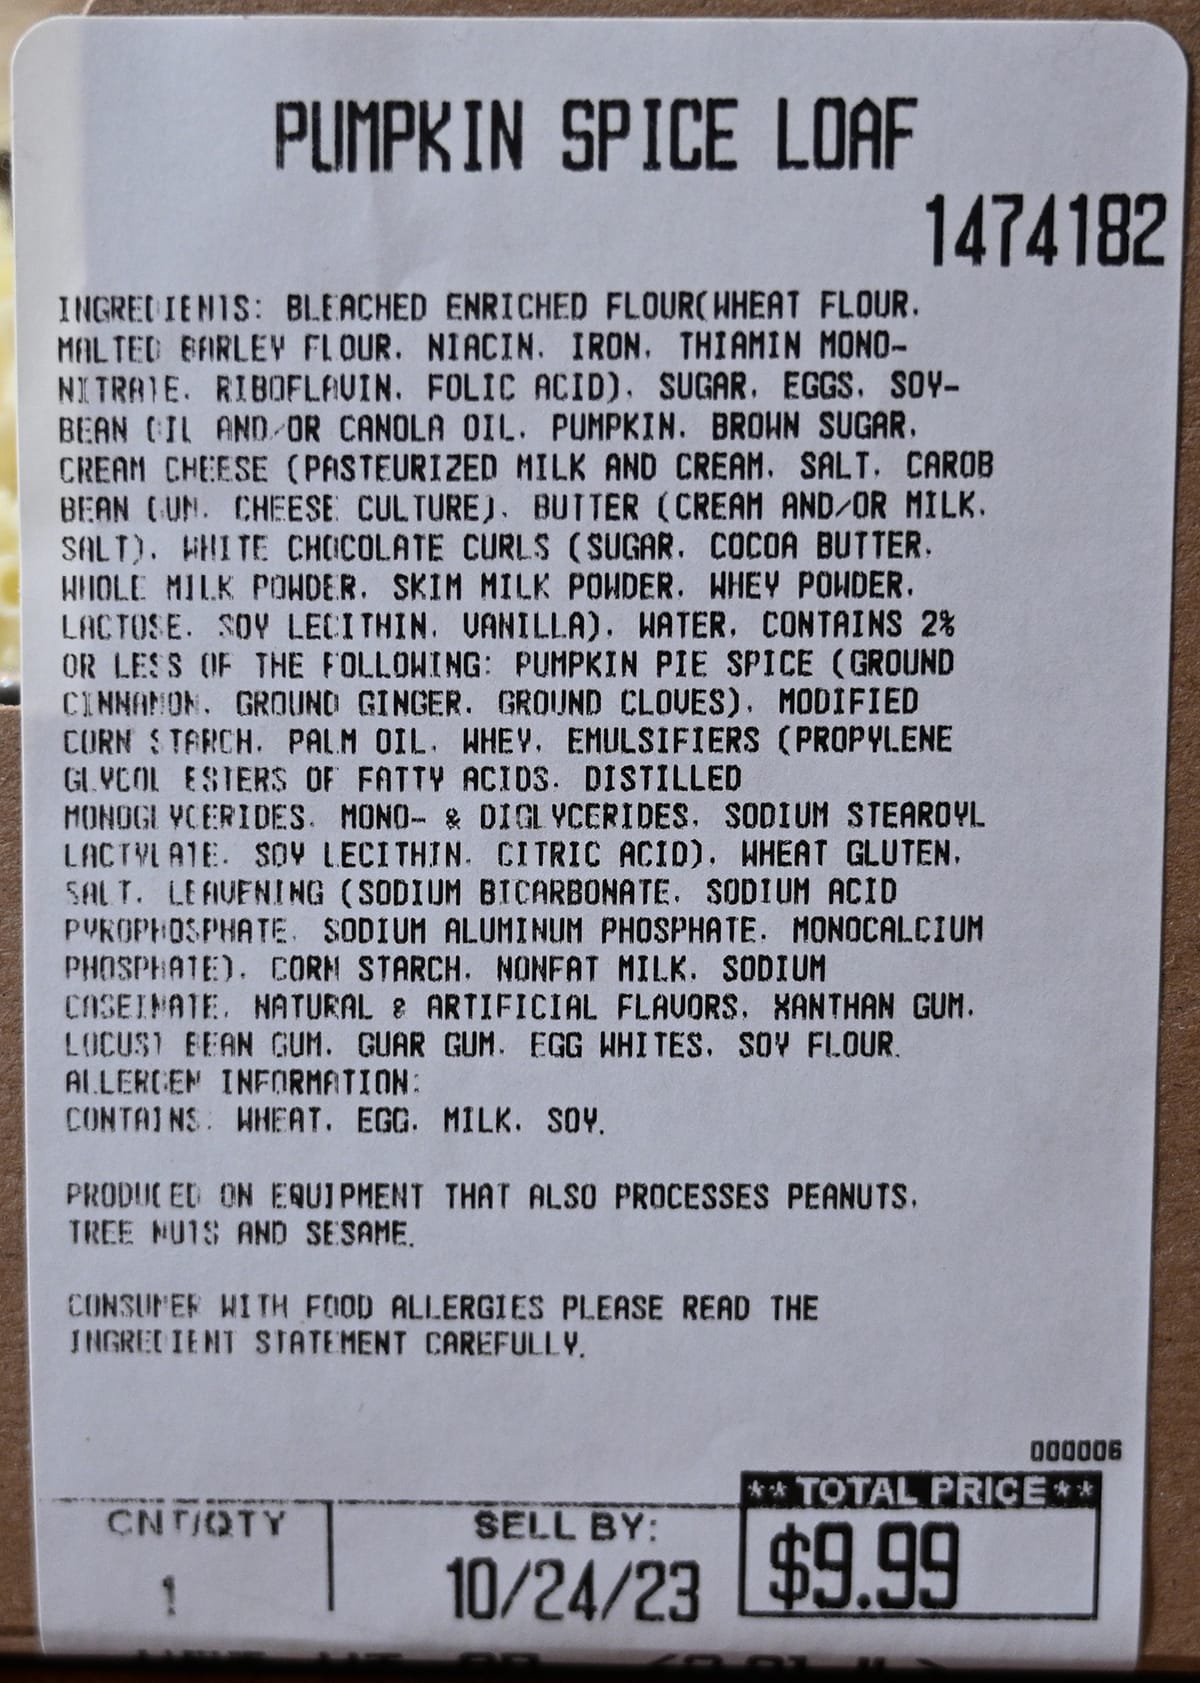 PUMPKIN SPICE LOAF
1474182
INGREDIENTS: BLEACHED ENRICHED FLOUR(WHEAT FLOUR,
MALTED BARLEY FLOUR, NIACIN, IRON, THIAMIN MONO-
NITRATE, RIBOFLAVIN, FOLIC ACID), SUGAR, EGGS, SOY-
BEAN OIL AND/OR CANOLA OIL, PUMPKIN, BROWN SUGAR,
CREAM CHEESE (PASTEURIZED MILK AND CREAM, SALT, CAROB
BEAN GUM, CHEESE CULTURE), BUTTER (CREAM AND/OR MILK,
SALT), WHITE CHOCOLATE CURLS (SUGAR, COCOA BUTTER,
WHOLE MILK POWDER, SKIM MILK POWDER, WHEY POWDER,
LACTOSE, SOY LECITHIN, VANILLA), WATER, CONTAINS 2%
OR LESS OF THE FOLLOWING: PUMPKIN PIE SPICE (GROUND
CINNAMON, GROUND GINGER, GROUND CLOVES), MODIFIED
CORN STARCH, PALM OIL, WHEY, EMULSIFIERS (PROPYLENE
GLYCOL ESTERS OF FATTY ACIDS, DISTILLED
MONOGLYCERIDES, MONO- & DIGLYCERIDES, SODIUM STEAROYL
LACTYLATE, SOY LECITHIN, CITRIC ACID), WHEAT GLUTEN,
SALT, LEAVENING (SODIUM BICARBONATE, SODIUM ACID
PYROPHOSPHATE, SODIUM ALUMINUM PHOSPHATE, MONOCALCIUM
PHOSPHATE), CORN STARCH, NONFAT MILK, SODIUM
CASEINATE, NATURAL & ARTIFICIAL FLAVORS, XANTHAN GUM,
LOCUST BEAN GUM, GUAR GUM, EGG WHITES, SOY FLOUR.
ALLERGEN INFORMATION:
CONTAINS: WHEAT, EGG, MILK, SOY.
PRODUCED ON EQUIPMENT THAT ALSO PROCESSES PEANUTS,
TREE NUTS AND SESAME.
CONSUMER WITH FOOD ALLERGIES PLEASE READ THE
INGREDIENT STATEMENT CAREFULLY.
000006
**TOTAL PRICE**
CNT/QTY SELL BY:
1 10/24/23 $9.99